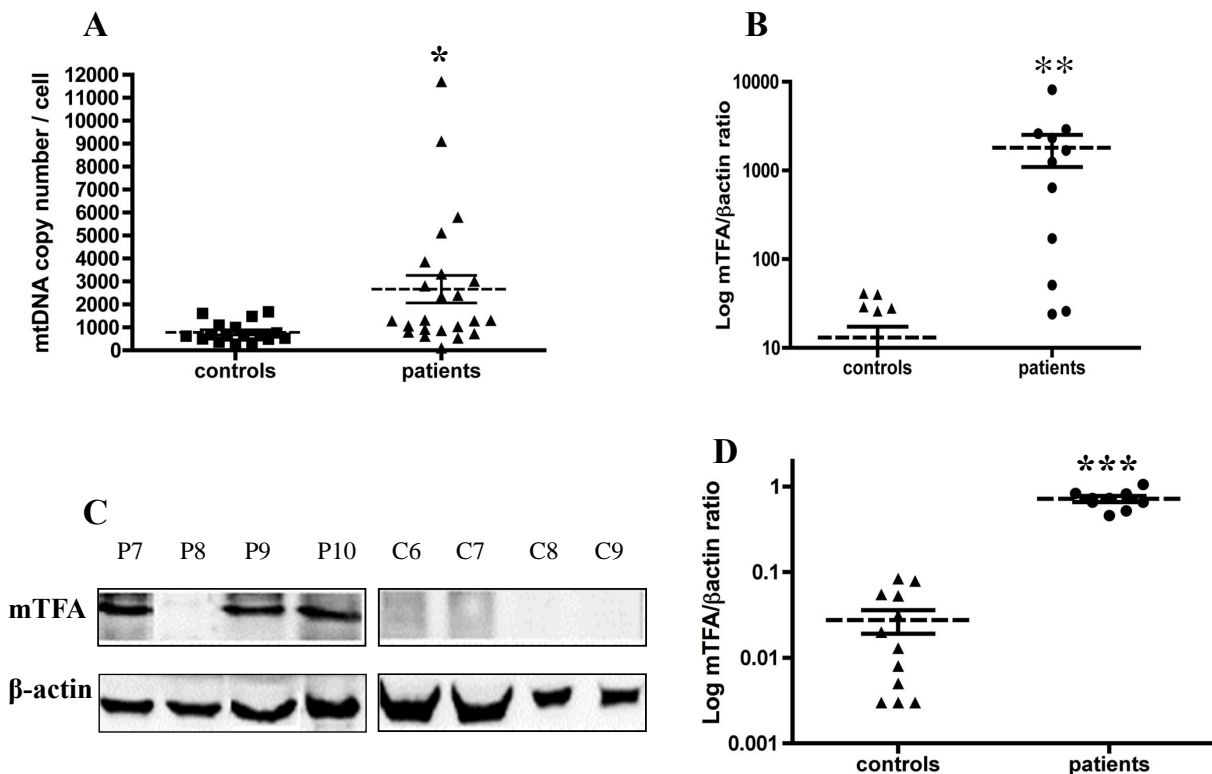 A
*
mtDNA copy number / cell
12000
11000
10000
9000
8000
7000
6000
5000
4000
3000
2000
1000
0
controls patients
B
**
Log mTFA/βactin ratio
10000
1000
100
10
controls patients
C
P7 P8 P9 P10 C6 C7 C8 C9
mTFA
β-actin
D
***
Log mTFA/βactin ratio
1
0.1
0.01
0.001
controls patients